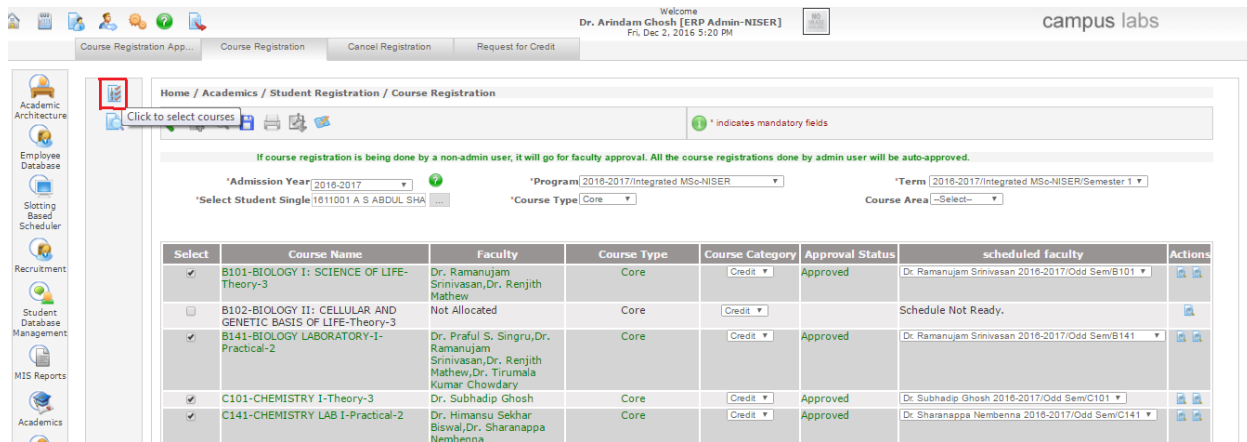 Welcome
Dr. Arindam Ghosh [ERP Admin-NISER]
Fri, Dec 2, 2016 5:20 PM
NO
IMAGE
campus labs
Course Registration App...
Course Registration
Cancel Registration
Request for Credit
Academic
Architecture
Employee
Database
Slotting
Based
Scheduler
Recruitment
Student
Database
Management
MIS Reports
Academics
Click to select courses
Home / Academics / Student Registration / Course Registration
* indicates mandatory fields
If course registration is being done by a non-admin user, it will go for faculty approval. All the course registrations done by admin user will be auto-approved.
*Admission Year 2016-2017
*Program 2016-2017/Integrated MSc-NISER
*Term 2016-2017/Integrated MSc-NISER/Semester 1
*Select Student Single 1611001 A S ABDUL SHA ...
*Course Type Core
Course Area --Select--
Select Course Name Faculty Course Type Course Category Approval Status scheduled faculty Actions
B101-BIOLOGY I: SCIENCE OF LIFE- Dr. Ramanujam Core Credit Approved Dr. Ramanujam Srinivasan 2016-2017/Odd Sem/B101
Theory-3 Srinivasan,Dr. Renjith
Mathew
B102-BIOLOGY II: CELLULAR AND Not Allocated Core Credit Schedule Not Ready.
GENETIC BASIS OF LIFE-Theory-3
B141-BIOLOGY LABORATORY-I- Dr. Praful S. Singru,Dr. Core Credit Approved Dr. Ramanujam Srinivasan 2016-2017/Odd Sem/B141
Practical-2 Ramanujam
Srinivasan,Dr. Renjith
Mathew,Dr. Tirumala
Kumar Chowdary
C101-CHEMISTRY I-Theory-3 Dr. Subhadip Ghosh Core Credit Approved Dr. Subhadip Ghosh 2016-2017/Odd Sem/C101
C141-CHEMISTRY LAB I-Practical-2 Dr. Himansu Sekhar Core Credit Approved Dr. Sharanappa Nembenna 2016-2017/Odd Sem/C141
Biswal,Dr. Sharanappa
Nembenna